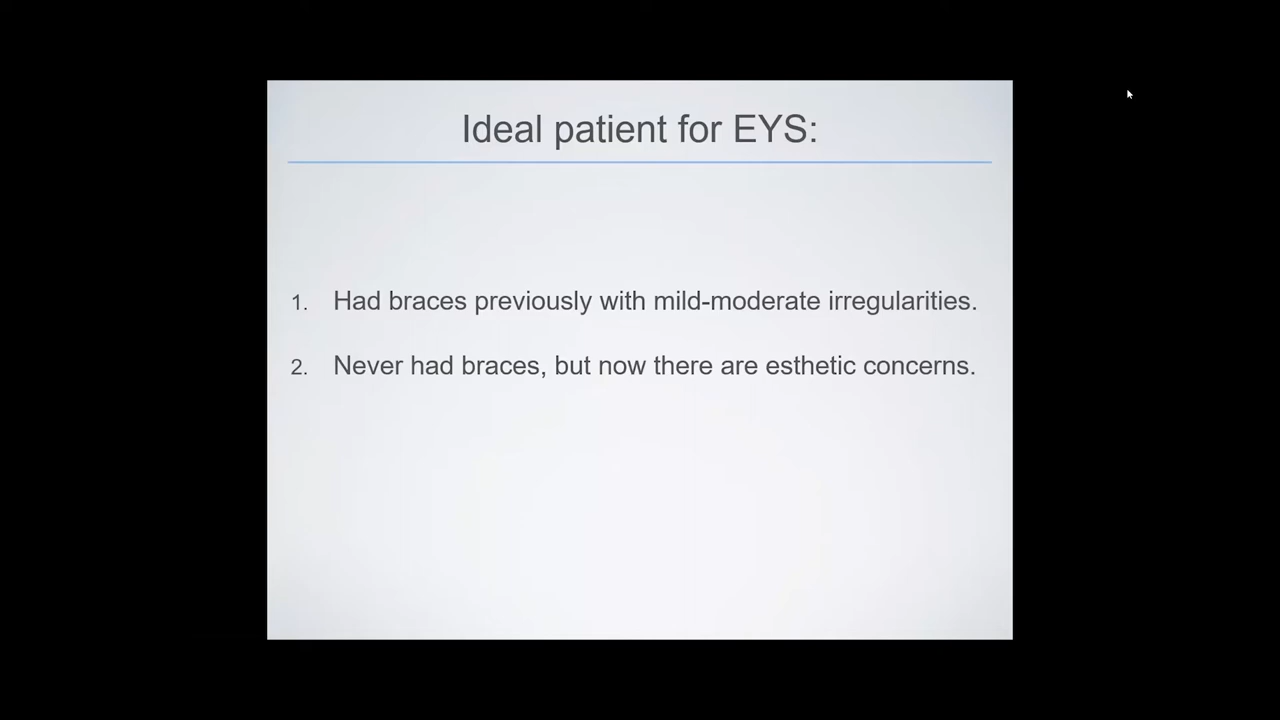 Ideal patient for EYS:
1. Had braces previously with mild-moderate irregularities.
2. Never had braces, but now there are esthetic concerns.